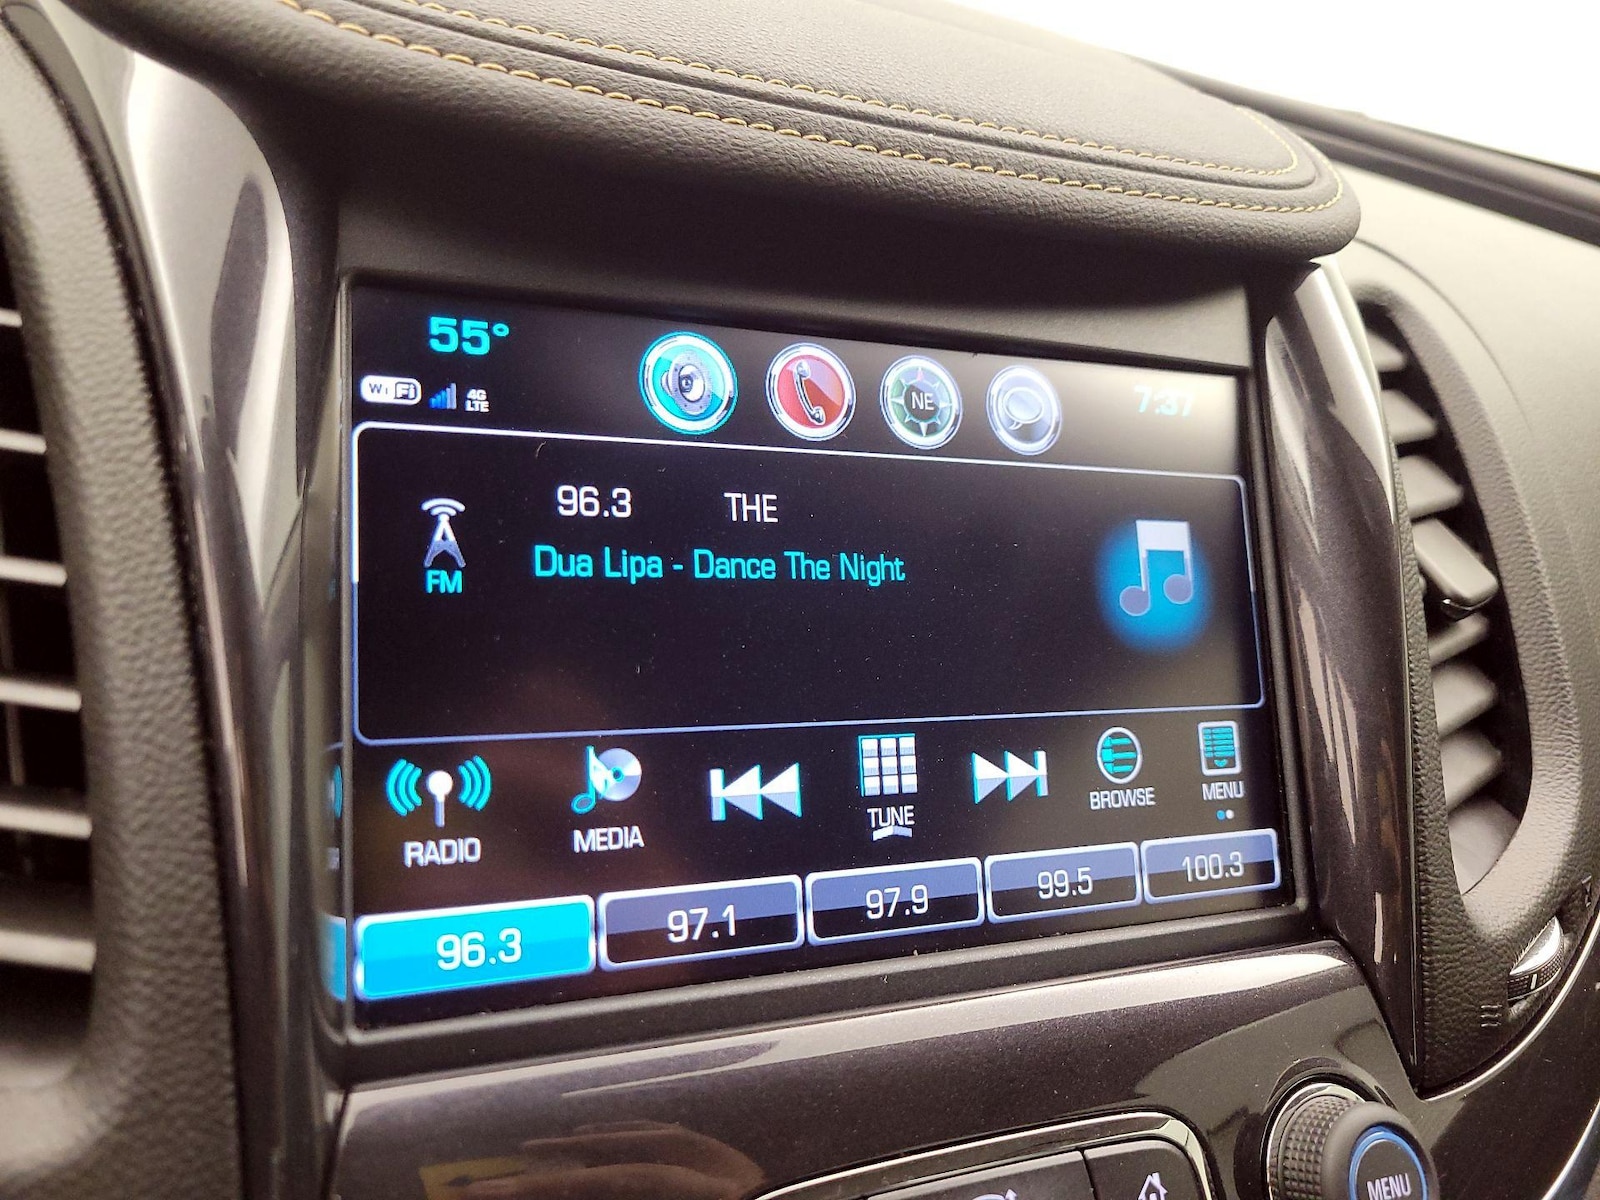 55°
WiFi 4G LTE
NE
7:37
96.3 THE
Dua Lipa - Dance The Night
FM
RADIO MEDIA TUNE BROWSE MENU
96.3 97.1 97.9 99.5 100.3
MENU